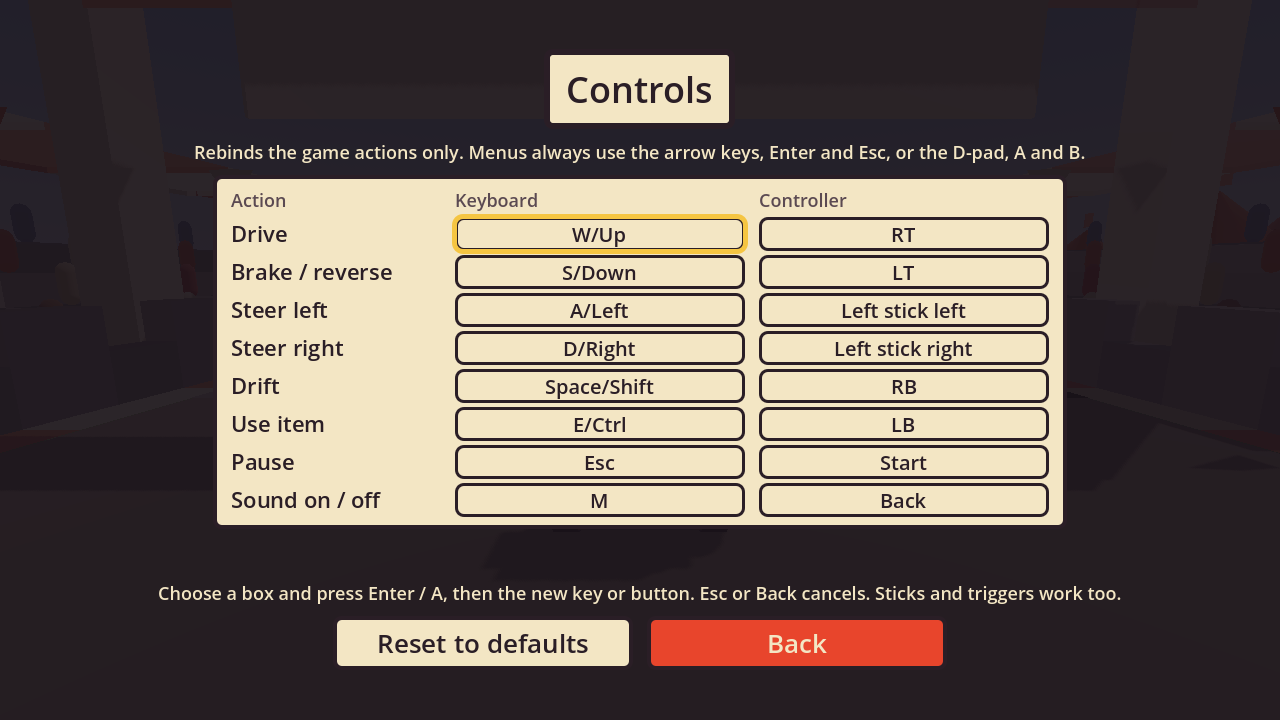 Controls
Rebinds the game actions only. Menus always use the arrow keys, Enter and Esc, or the D-pad, A and B.
Action Keyboard Controller
Drive W/Up RT
Brake / reverse S/Down LT
Steer left A/Left Left stick left
Steer right D/Right Left stick right
Drift Space/Shift RB
Use item E/Ctrl LB
Pause Esc Start
Sound on / off M Back
Choose a box and press Enter / A, then the new key or button. Esc or Back cancels. Sticks and triggers work too.
Reset to defaults Back